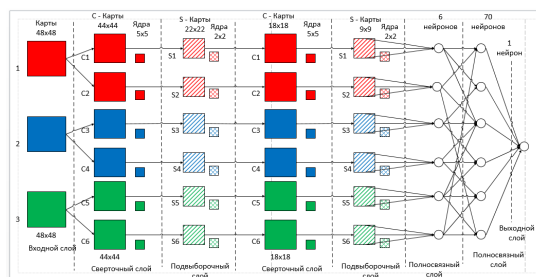 Карты
48x48
C - Карты
44x44
Ядра
5x5
S - Карты
22x22
Ядра
2x2
C - Карты
18x18
Ядра
5x5
S - Карты
9x9
Ядра
2x2
6
нейронов
70
нейронов
1
нейрон
1
C1
S1
C1
S1
C2
S2
C2
S2
2
C3
S3
C3
S3
C4
S4
C4
S4
3
C5
S5
C5
S5
C6
S6
C6
S6
48x48
Входной слой
44x44
Сверточный слой
Подвыборочный
слой
18x18
Сверточный слой
Подвыборочный
слой
Полносвязный
слой
Полносвязный
слой
Выходной
слой